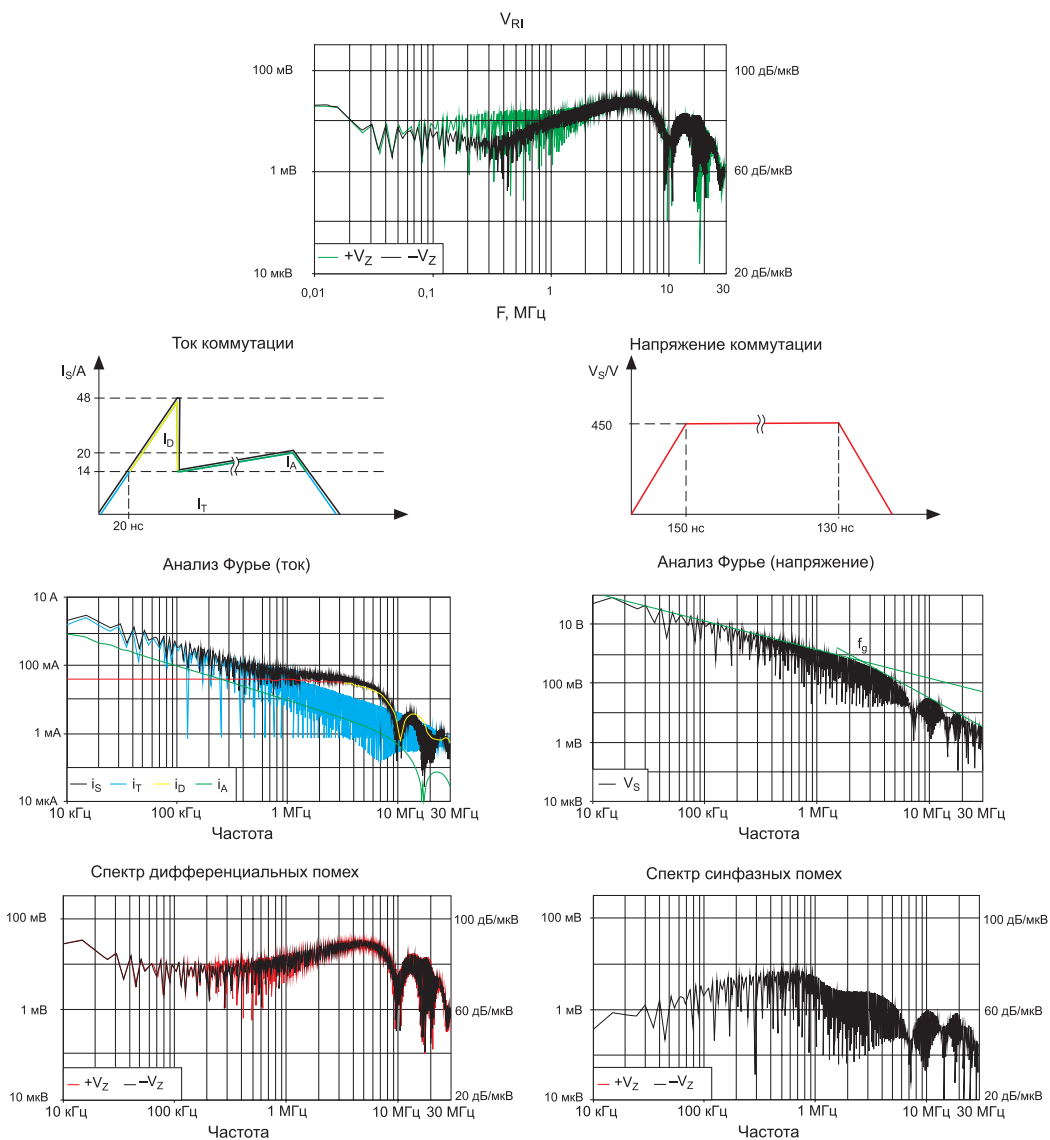 V_RI
100 мВ
100 дБ/мкВ
1 мВ
60 дБ/мкВ
+V_Z –V_Z
10 мкВ
20 дБ/мкВ
0,01 0,1 1 10 30
F, МГц
Ток коммутации
I_S/A
48
20
14
I_D
I_A
I_T
20 нс
Напряжение коммутации
V_S/V
450
150 нс
130 нс
Анализ Фурье (ток)
10 А
100 мА
1 мА
i_S i_T i_D i_A
10 мкА
10 кГц 100 кГц 1 МГц 10 МГц 30 МГц
Частота
Анализ Фурье (напряжение)
10 В
f_g
100 мВ
1 мВ
V_S
10 мкВ
10 кГц 100 кГц 1 МГц 10 МГц 30 МГц
Частота
Спектр дифференциальных помех
100 мВ
100 дБ/мкВ
1 мВ
60 дБ/мкВ
+V_Z –V_Z
10 мкВ
20 дБ/мкВ
10 кГц 100 кГц 1 МГц 10 МГц 30 МГц
Частота
Спектр синфазных помех
100 мВ
100 дБ/мкВ
1 мВ
60 дБ/мкВ
+V_Z –V_Z
10 мкВ
20 дБ/мкВ
10 кГц 100 кГц 1 МГц 10 МГц 30 МГц
Частота